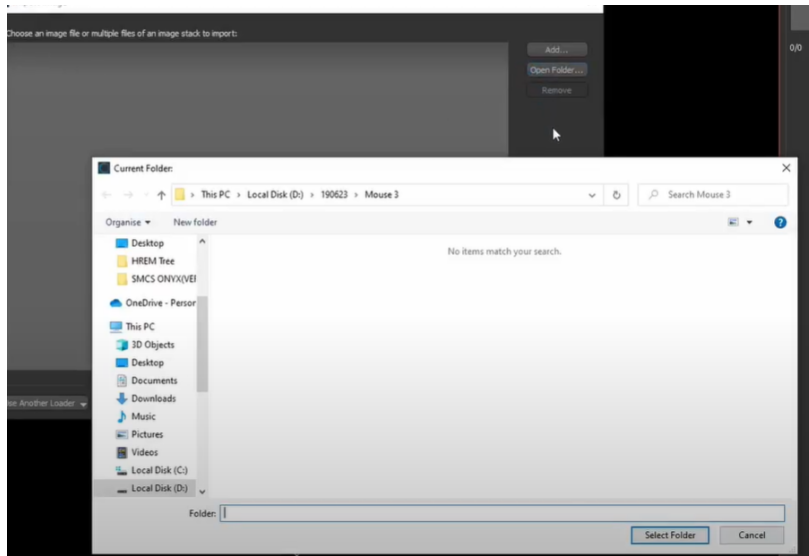 Choose an image file or multiple files of an image stack to import:
Add...
0/0
Open Folder...
Remove
Current Folder:
This PC > Local Disk (D:) > 190623 > Mouse 3
Search Mouse 3
Organise
New folder
No items match your search.
Desktop
HREM Tree
SMCS ONYX(VEF
OneDrive - Person
This PC
3D Objects
Desktop
Documents
Downloads
Music
Pictures
Videos
Local Disk (C:)
Local Disk (D:)
Another Loader
Folder:
Select Folder
Cancel